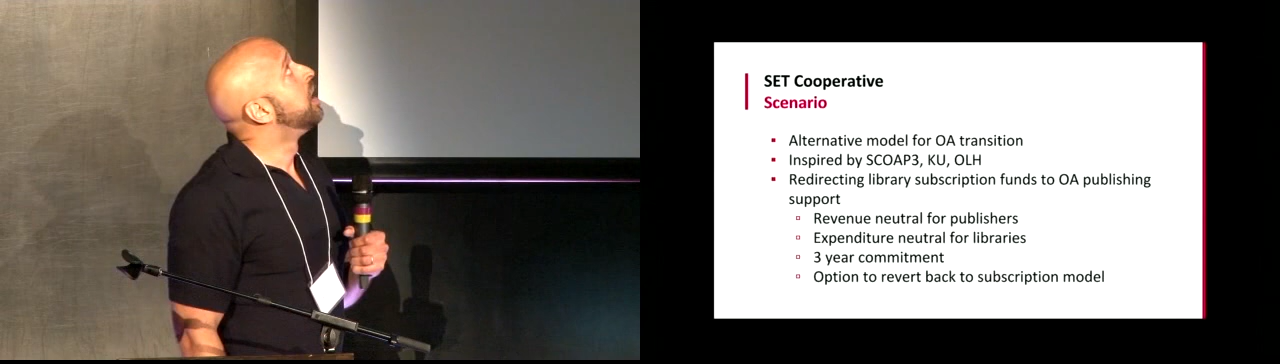 SET Cooperative
Scenario
▪ Alternative model for OA transition
▪ Inspired by SCOAP3, KU, OLH
▪ Redirecting library subscription funds to OA publishing
support
▫ Revenue neutral for publishers
▫ Expenditure neutral for libraries
▫ 3 year commitment
▫ Option to revert back to subscription model